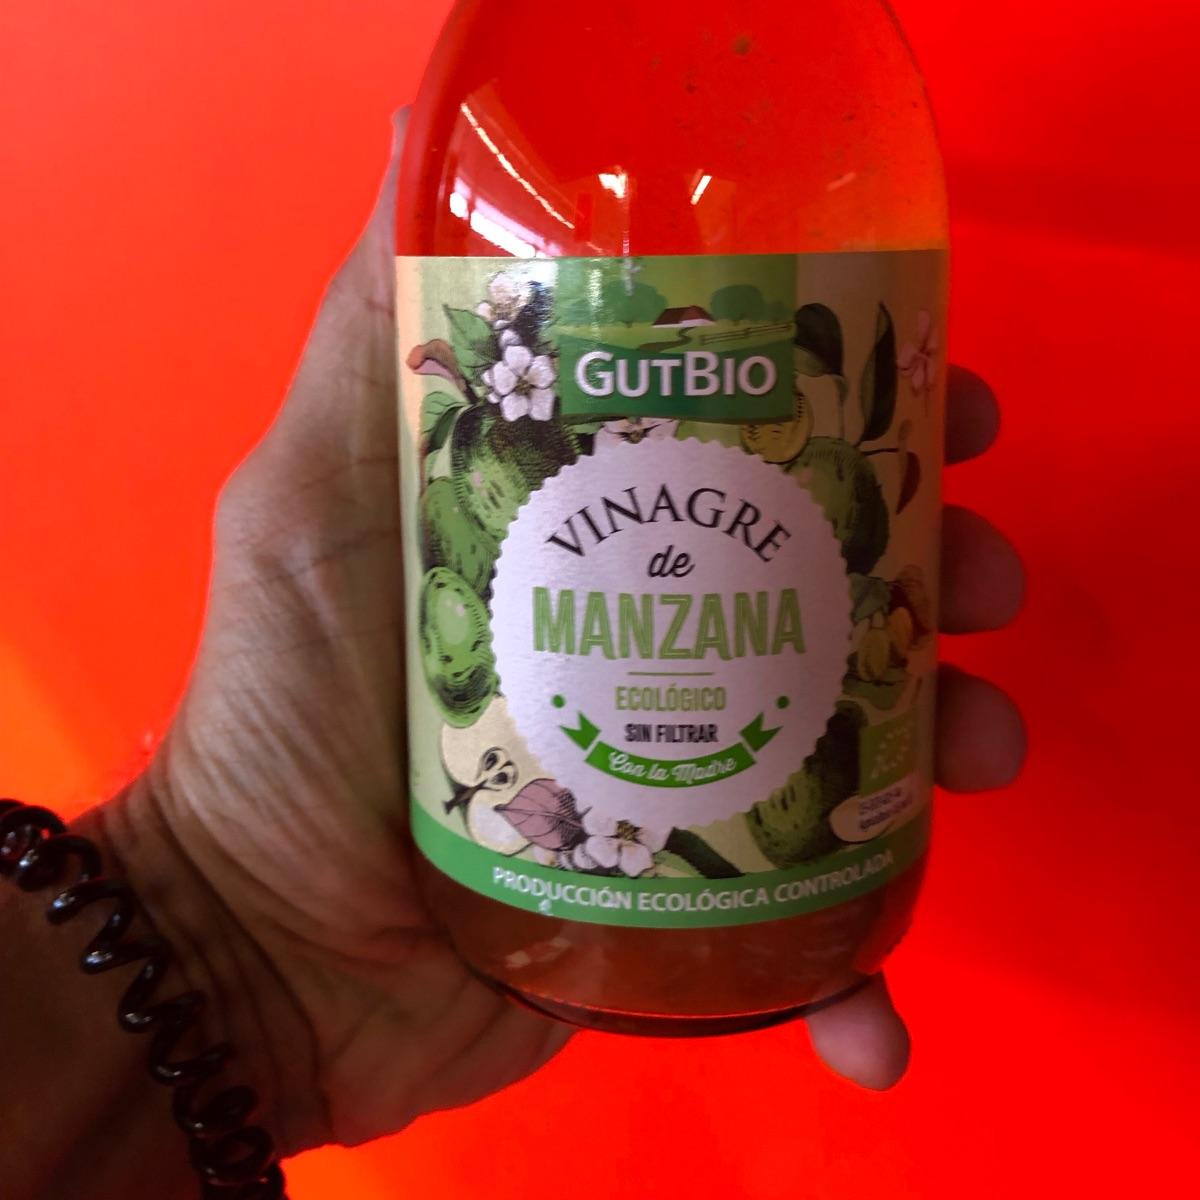 GUTBIO
VINAGRE
de
MANZANA
ECOLÓGICO
SIN FILTRAR
Con la Madre
PRODUCCIÓN ECOLÓGICA CONTROLADA